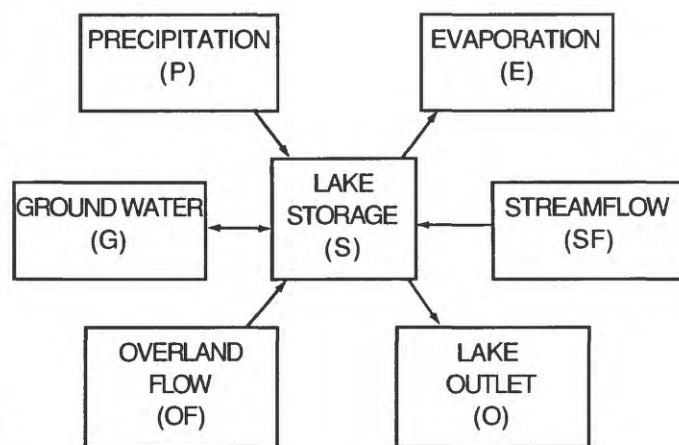 PRECIPITATION
(P)
EVAPORATION
(E)
GROUND WATER
(G)
LAKE
STORAGE
(S)
STREAMFLOW
(SF)
OVERLAND
FLOW
(OF)
LAKE
OUTLET
(O)